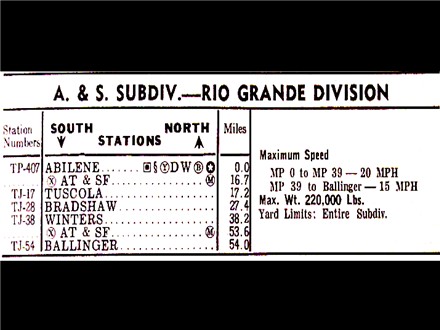 A. & S. SUBDIV.—RIO GRANDE DIVISION
Station Numbers SOUTH NORTH STATIONS Miles
TP-407 ABILENE...... ▣ § Ⓨ D W Ⓑ ✪ 0.0
Ⓧ AT & SF Ⓜ 16.7
TJ-17 TUSCOLA 17.2
TJ-28 BRADSHAW 27.4
TJ-38 WINTERS 38.2
Ⓧ AT & SF Ⓜ 53.6
TJ-54 BALLINGER 54.0
Maximum Speed
MP 0 to MP 39 — 20 MPH
MP 39 to Ballinger — 15 MPH
Max. Wt. 220,000 Lbs.
Yard Limits: Entire Subdiv.